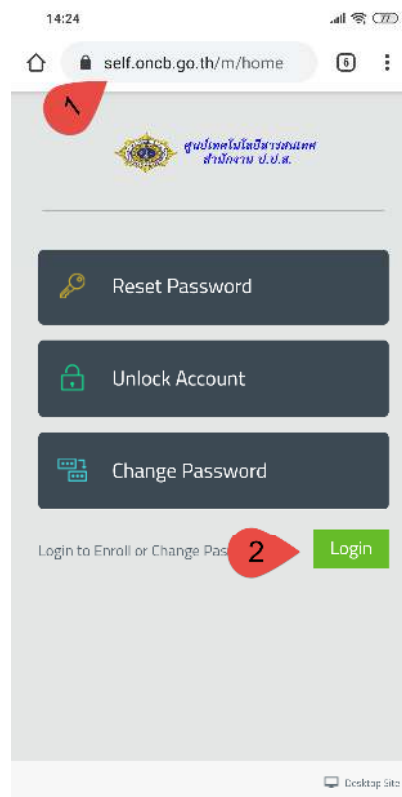 14:24
self.oncb.go.th/m/home
6
1
ศูนย์เทคโนโลยีสารสนเทศ
สำนักงาน ป.ป.ส.
Reset Password
Unlock Account
Change Password
Login to Enroll or Change Pas
2
Login
Desktop Site